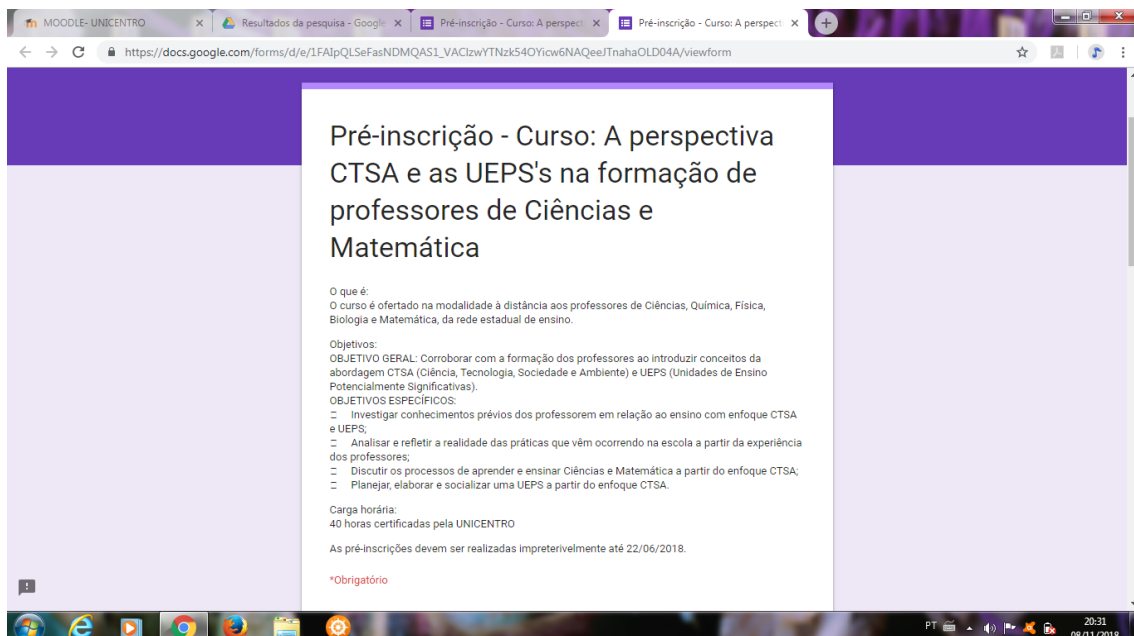 MOODLE- UNICENTRO
Resultados da pesquisa - Google
Pré-inscrição - Curso: A perspect
Pré-inscrição - Curso: A perspect
https://docs.google.com/forms/d/e/1FAIpQLSeFasNDMQAS1_VAClzwYTNzk54OYicw6NAQeeJTnahaOLD04A/viewform
Pré-inscrição - Curso: A perspectiva
CTSA e as UEPS's na formação de
professores de Ciências e
Matemática
O que é:
O curso é ofertado na modalidade à distância aos professores de Ciências, Química, Física,
Biologia e Matemática, da rede estadual de ensino.
Objetivos:
OBJETIVO GERAL: Corroborar com a formação dos professores ao introduzir conceitos da
abordagem CTSA (Ciência, Tecnologia, Sociedade e Ambiente) e UEPS (Unidades de Ensino
Potencialmente Significativas).
OBJETIVOS ESPECÍFICOS:
Investigar conhecimentos prévios dos professorem em relação ao ensino com enfoque CTSA
e UEPS;
Analisar e refletir a realidade das práticas que vêm ocorrendo na escola a partir da experiência
dos professores;
Discutir os processos de aprender e ensinar Ciências e Matemática a partir do enfoque CTSA;
Planejar, elaborar e socializar uma UEPS a partir do enfoque CTSA.
Carga horária:
40 horas certificadas pela UNICENTRO
As pré-inscrições devem ser realizadas impreterivelmente até 22/06/2018.
*Obrigatório
PT
20:31
08/11/2018